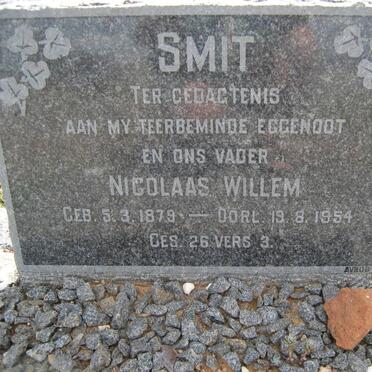 SMIT
TER GEDAGTENIS
AAN MY TEERBEMINDE EGGENOOT
EN ONS VADER
NICOLAAS WILLEM
GEB. 5.3.1879 — OORL. 19.8.1954
GES. 26 VERS 3.